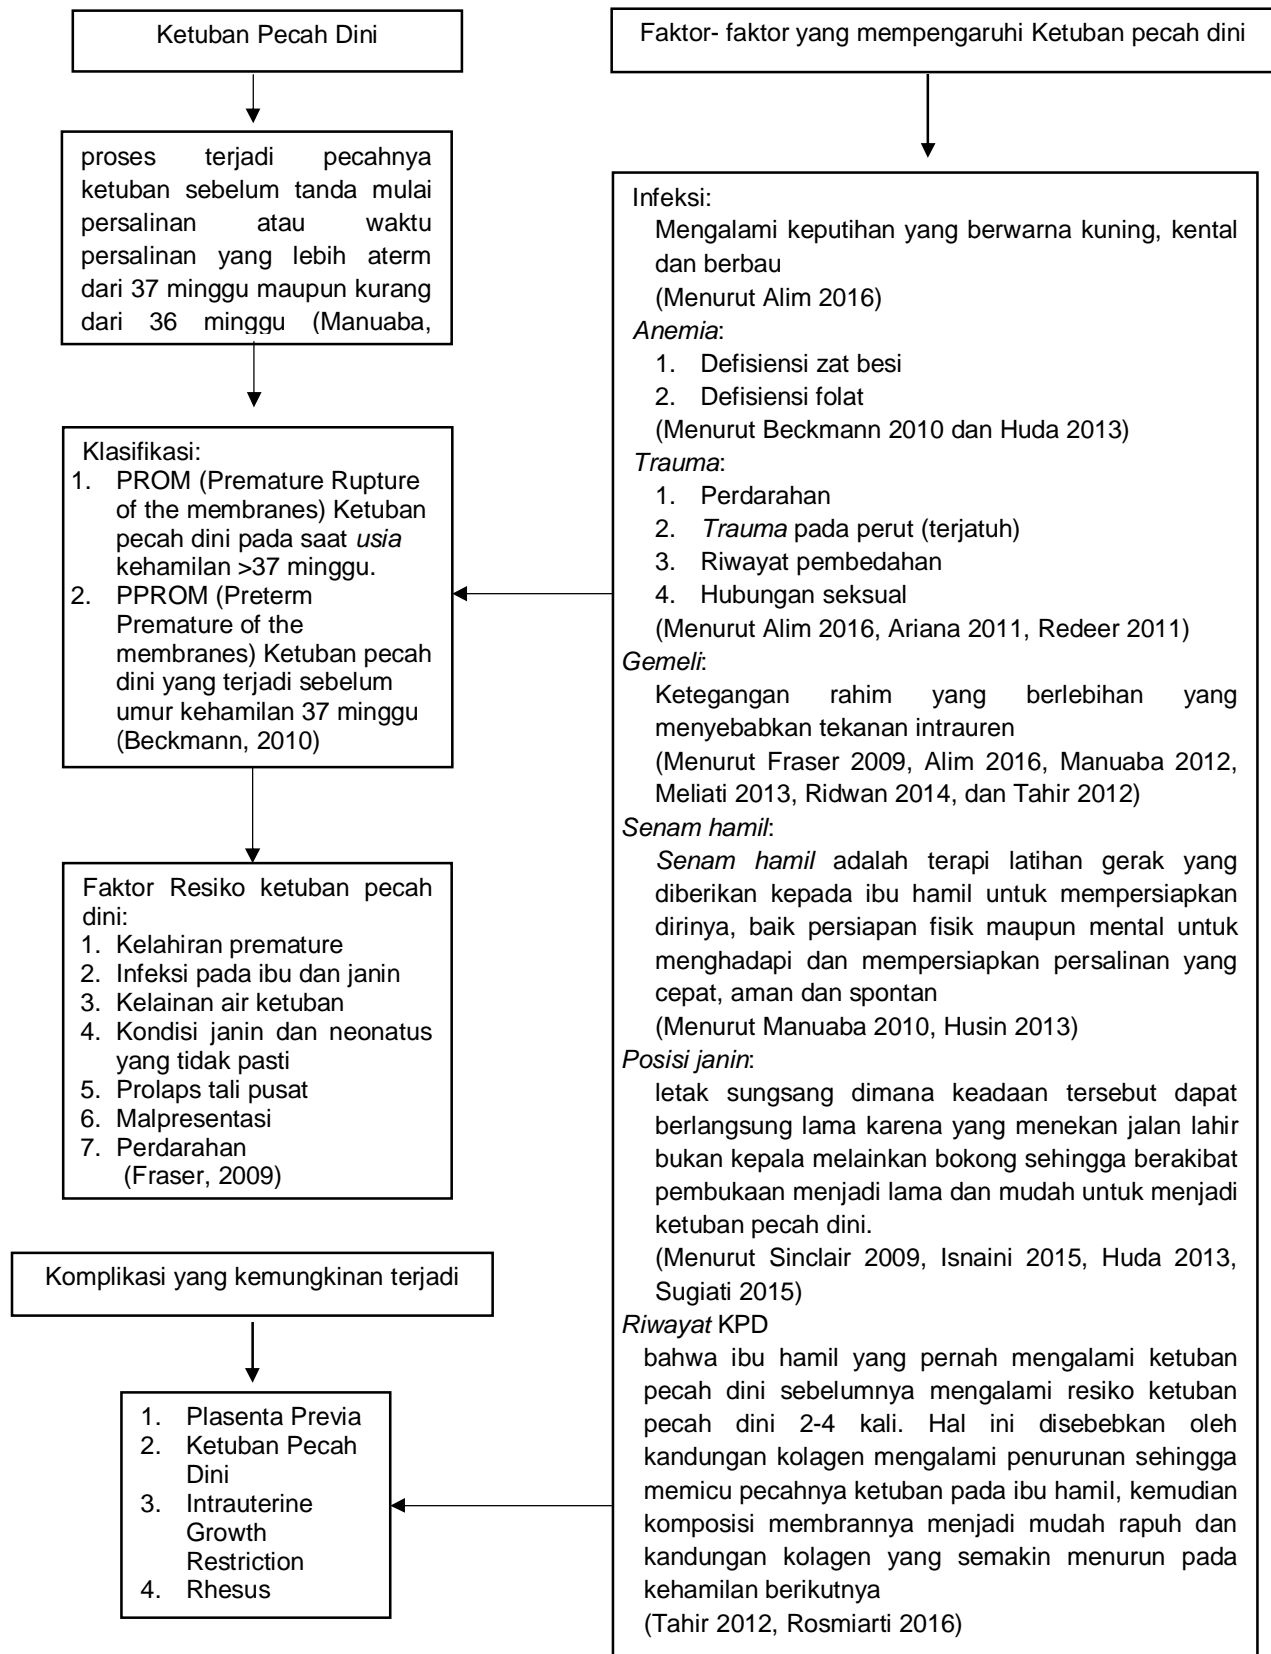 Ketuban Pecah Dini
proses terjadi pecahnya
ketuban sebelum tanda mulai
persalinan atau waktu
persalinan yang lebih aterm
dari 37 minggu maupun kurang
dari 36 minggu (Manuaba,
Klasifikasi:
1. PROM (Premature Rupture
of the membranes) Ketuban
pecah dini pada saat usia
kehamilan >37 minggu.
2. PPROM (Preterm
Premature of the
membranes) Ketuban pecah
dini yang terjadi sebelum
umur kehamilan 37 minggu
(Beckmann, 2010)
Faktor Resiko ketuban pecah
dini:
1. Kelahiran premature
2. Infeksi pada ibu dan janin
3. Kelainan air ketuban
4. Kondisi janin dan neonatus
yang tidak pasti
5. Prolaps tali pusat
6. Malpresentasi
7. Perdarahan
(Fraser, 2009)
Komplikasi yang kemungkinan terjadi
1. Plasenta Previa
2. Ketuban Pecah
Dini
3. Intrauterine
Growth
Restriction
4. Rhesus
Faktor- faktor yang mempengaruhi Ketuban pecah dini
Infeksi:
Mengalami keputihan yang berwarna kuning, kental
dan berbau
(Menurut Alim 2016)
Anemia:
1. Defisiensi zat besi
2. Defisiensi folat
(Menurut Beckmann 2010 dan Huda 2013)
Trauma:
1. Perdarahan
2. Trauma pada perut (terjatuh)
3. Riwayat pembedahan
4. Hubungan seksual
(Menurut Alim 2016, Ariana 2011, Redeer 2011)
Gemeli:
Ketegangan rahim yang berlebihan yang
menyebabkan tekanan intrauren
(Menurut Fraser 2009, Alim 2016, Manuaba 2012,
Meliati 2013, Ridwan 2014, dan Tahir 2012)
Senam hamil:
Senam hamil adalah terapi latihan gerak yang
diberikan kepada ibu hamil untuk mempersiapkan
dirinya, baik persiapan fisik maupun mental untuk
menghadapi dan mempersiapkan persalinan yang
cepat, aman dan spontan
(Menurut Manuaba 2010, Husin 2013)
Posisi janin:
letak sungsang dimana keadaan tersebut dapat
berlangsung lama karena yang menekan jalan lahir
bukan kepala melainkan bokong sehingga berakibat
pembukaan menjadi lama dan mudah untuk menjadi
ketuban pecah dini.
(Menurut Sinclair 2009, Isnaini 2015, Huda 2013,
Sugiati 2015)
Riwayat KPD
bahwa ibu hamil yang pernah mengalami ketuban
pecah dini sebelumnya mengalami resiko ketuban
pecah dini 2-4 kali. Hal ini disebebkan oleh
kandungan kolagen mengalami penurunan sehingga
memicu pecahnya ketuban pada ibu hamil, kemudian
komposisi membrannya menjadi mudah rapuh dan
kandungan kolagen yang semakin menurun pada
kehamilan berikutnya
(Tahir 2012, Rosmiarti 2016)